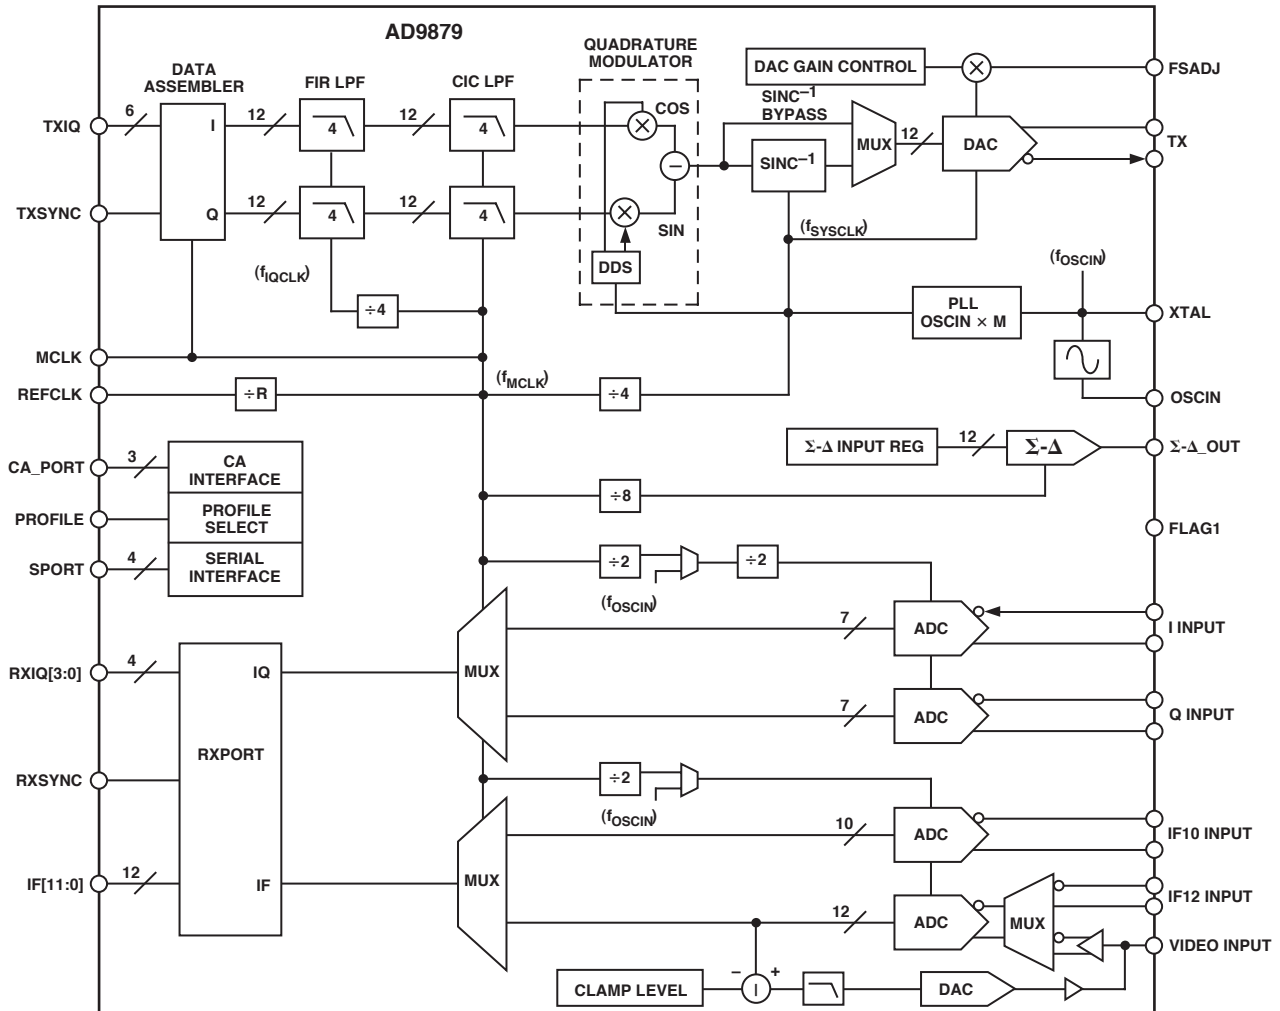 AD9879
QUADRATURE
MODULATOR
DATA
ASSEMBLER
FIR LPF
CIC LPF
DAC GAIN CONTROL
FSADJ
SINC–1
BYPASS
TXIQ
6
I
12
4
12
4
COS
MUX
12
DAC
TX
SINC–1
TXSYNC
Q
12
4
12
4
SIN
(fSYSCLK)
(fIQCLK)
DDS
(fOSCIN)
÷4
PLL
OSCIN × M
XTAL
MCLK
REFCLK
÷R
(fMCLK)
÷4
OSCIN
CA_PORT
3
CA
INTERFACE
Σ-Δ INPUT REG
12
Σ-Δ
Σ-Δ_OUT
PROFILE
PROFILE
SELECT
÷8
FLAG1
SPORT
4
SERIAL
INTERFACE
÷2
÷2
(fOSCIN)
7
ADC
I INPUT
RXIQ[3:0]
4
IQ
MUX
7
ADC
Q INPUT
RXPORT
RXSYNC
÷2
(fOSCIN)
10
ADC
IF10 INPUT
IF[11:0]
12
IF
MUX
12
ADC
MUX
IF12 INPUT
VIDEO INPUT
– +
CLAMP LEVEL
DAC